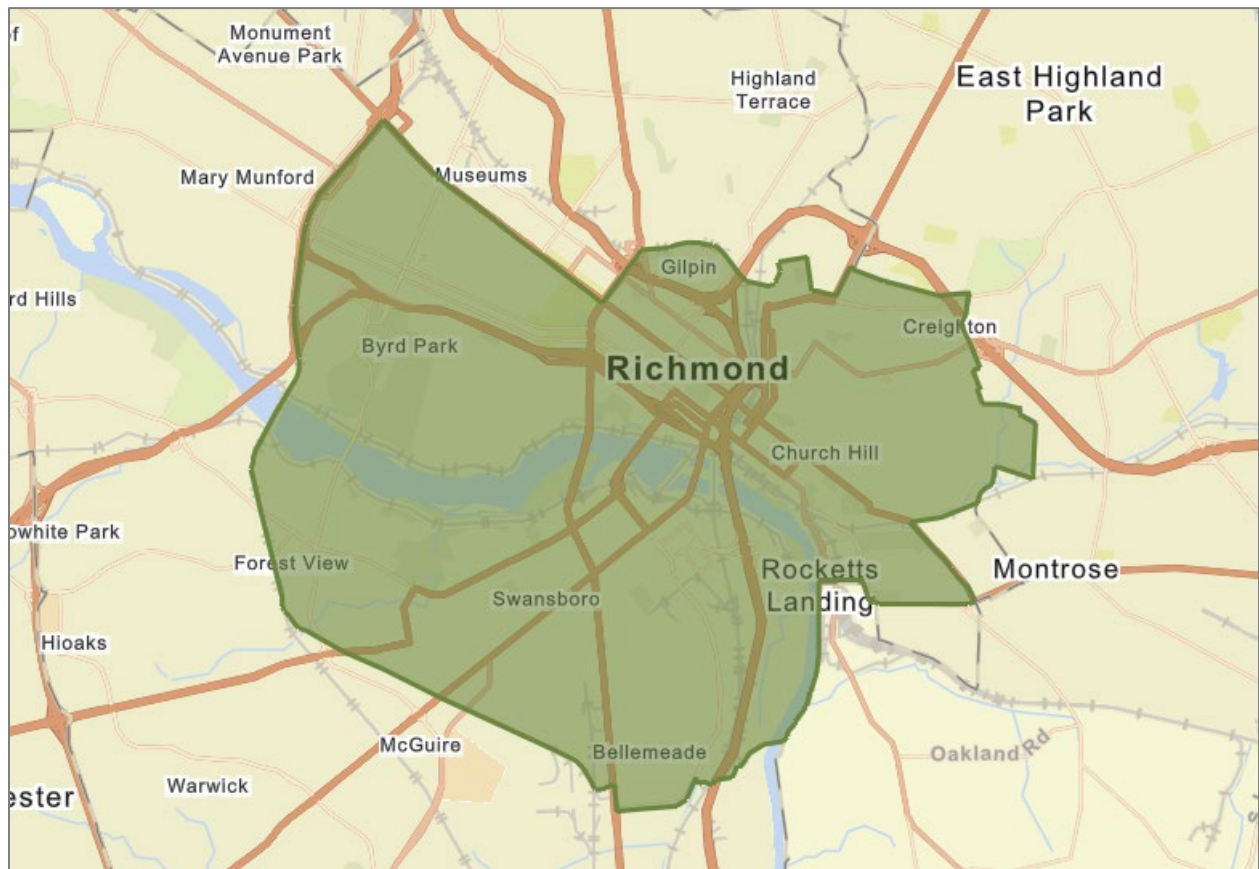 of
Monument
Avenue Park
Highland
Terrace
East Highland
Park
Mary Munford
Museums
Gilpin
rd Hills
Creighton
Byrd Park
Richmond
Church Hill
owhite Park
Forest View
Rocketts
Landing
Montrose
Swansboro
Hioaks
McGuire
Bellemeade
Oakland Rd
Warwick
ester
S